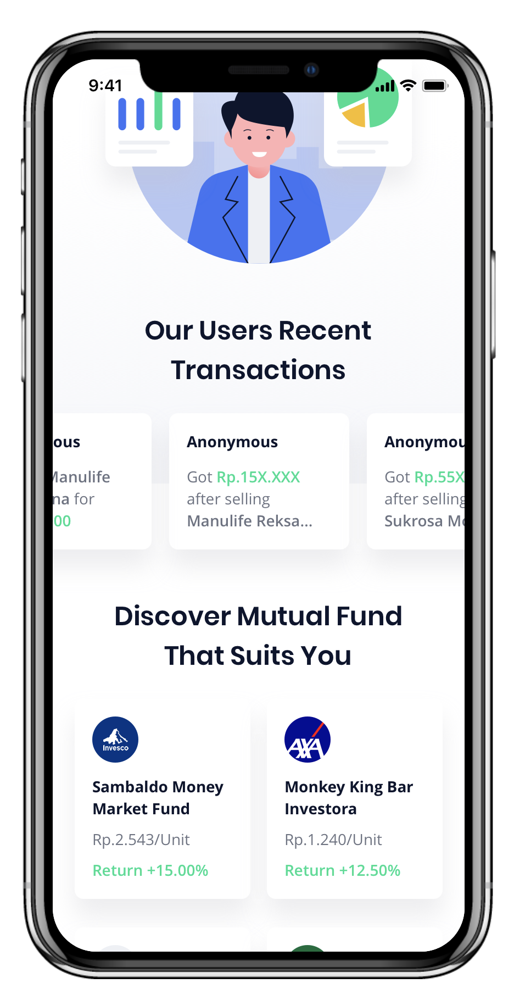 9:41
Our Users Recent
Transactions
ous
Manulife
na for
00
Anonymous
Got Rp.15X.XXX
after selling
Manulife Reksa...
Anonymou
Got Rp.55X
after selling
Sukrosa Mo
Discover Mutual Fund
That Suits You
Invesco
Sambaldo Money
Market Fund
Rp.2.543/Unit
Return +15.00%
AXA
Monkey King Bar
Investora
Rp.1.240/Unit
Return +12.50%